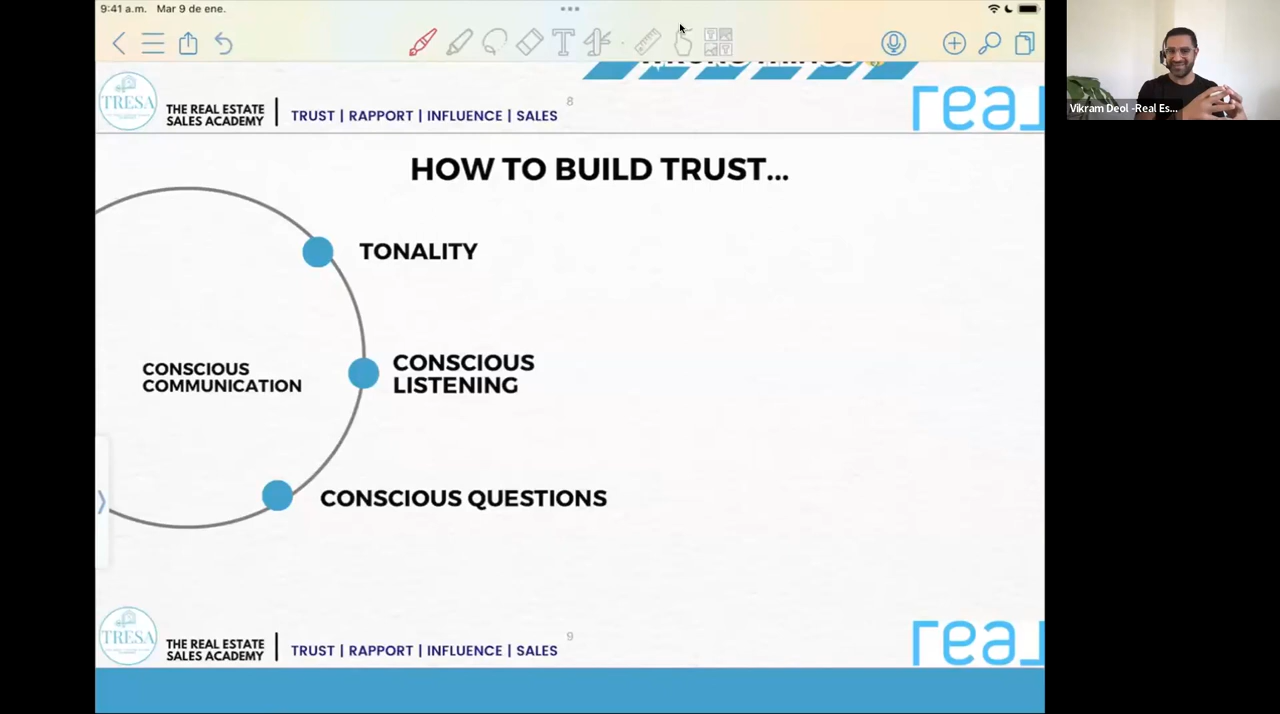 9:41 a.m. Mar 9 de ene.
WRONG THINGS
TRESA
THE REAL ESTATE
SALES ACADEMY
TRUST | RAPPORT | INFLUENCE | SALES
8
real
HOW TO BUILD TRUST...
TONALITY
CONSCIOUS
LISTENING
CONSCIOUS
COMMUNICATION
CONSCIOUS QUESTIONS
TRESA
THE REAL ESTATE
SALES ACADEMY
TRUST | RAPPORT | INFLUENCE | SALES
9
real
Vikram Deol -Real Es...